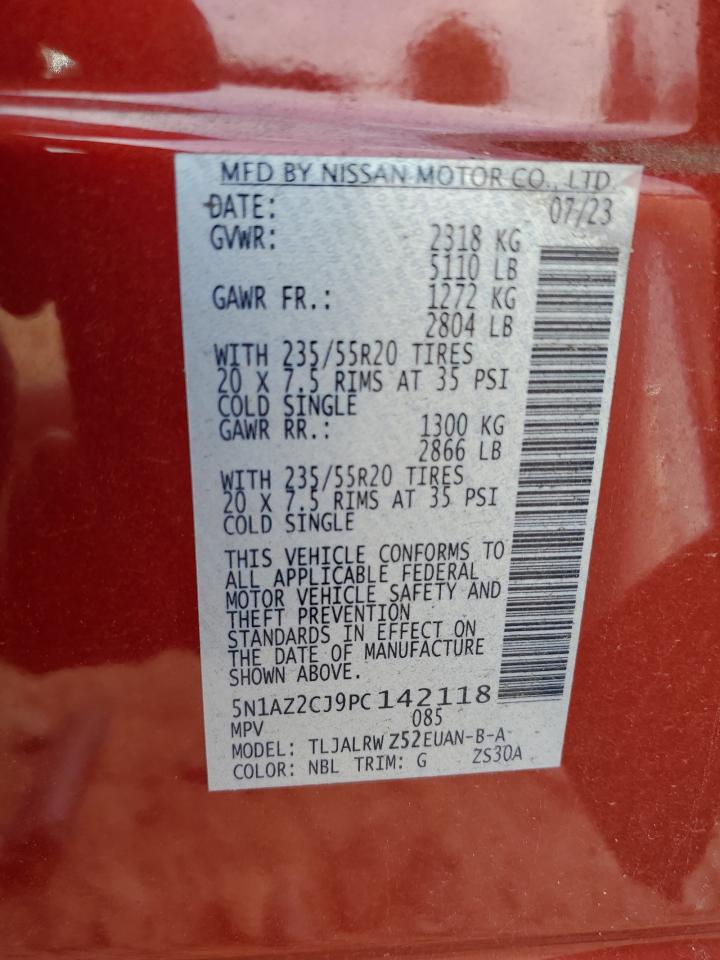 MFD BY NISSAN MOTOR CO., LTD
DATE: 07/23
GVWR: 2318 KG
5110 LB
GAWR FR.: 1272 KG
2804 LB
WITH 235/55R20 TIRES
20 X 7.5 RIMS AT 35 PSI
COLD SINGLE
GAWR RR.: 1300 KG
2866 LB
WITH 235/55R20 TIRES
20 X 7.5 RIMS AT 35 PSI
COLD SINGLE
THIS VEHICLE CONFORMS TO
ALL APPLICABLE FEDERAL
MOTOR VEHICLE SAFETY AND
THEFT PREVENTION
STANDARDS IN EFFECT ON
THE DATE OF MANUFACTURE
SHOWN ABOVE.
5N1AZ2CJ9PC142118
MPV 085
MODEL: TLJALRW Z52EUAN-B-A
COLOR: NBL TRIM: G ZS30A